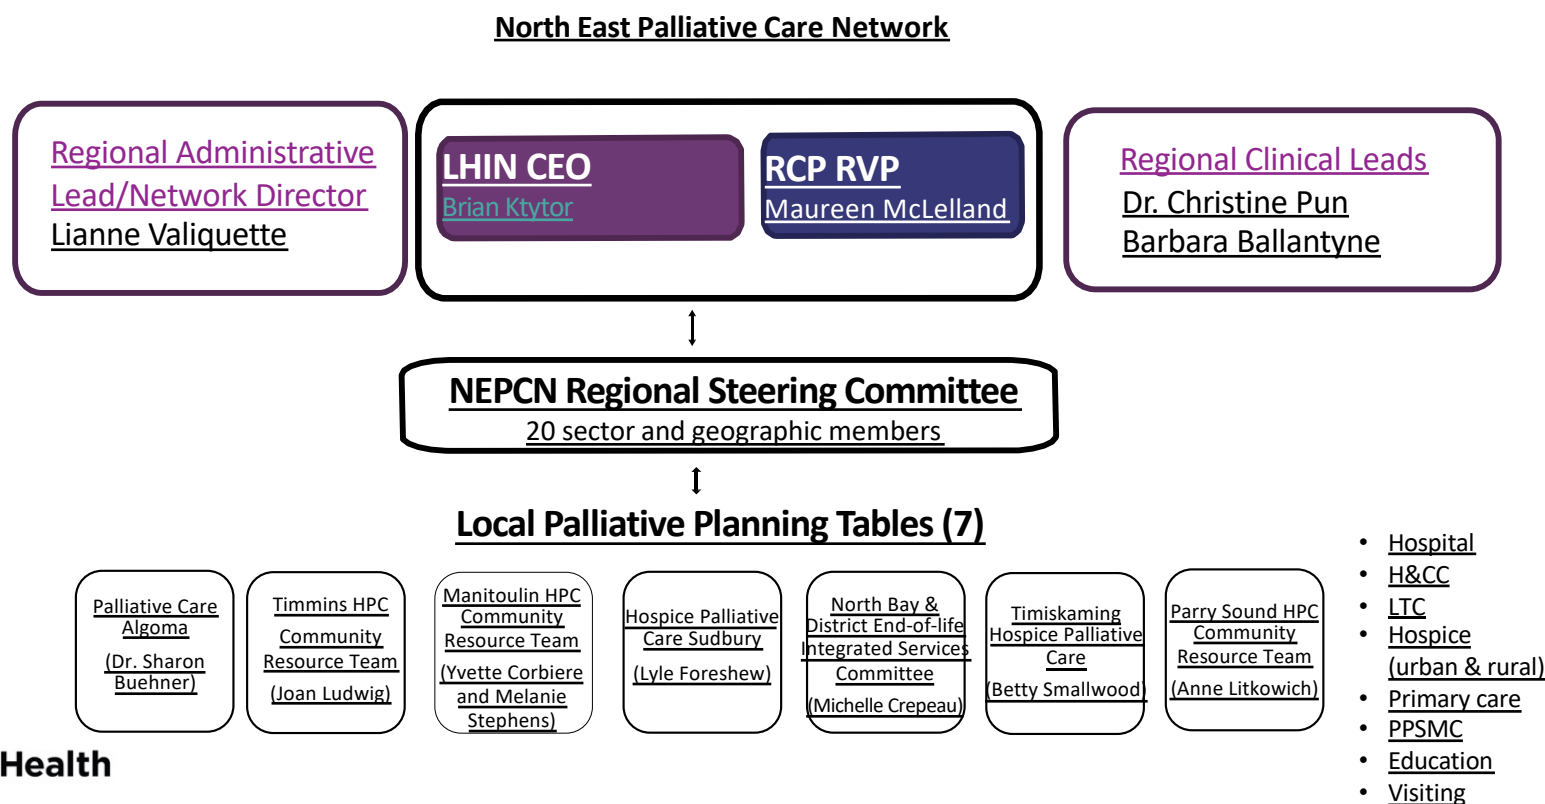 North East Palliative Care Network
Regional Administrative
Lead/Network Director
Lianne Valiquette
LHIN CEO
Brian Ktytor
RCP RVP
Maureen McLelland
Regional Clinical Leads
Dr. Christine Pun
Barbara Ballantyne
NEPCN Regional Steering Committee
20 sector and geographic members
Local Palliative Planning Tables (7)
Palliative Care
Algoma
(Dr. Sharon
Buehner)
Timmins HPC
Community
Resource Team
(Joan Ludwig)
Manitoulin HPC
Community
Resource Team
(Yvette Corbiere
and Melanie
Stephens)
Hospice Palliative
Care Sudbury
(Lyle Foreshew)
North Bay &
District End-of-life
Integrated Services
Committee
(Michelle Crepeau)
Timiskaming
Hospice Palliative
Care
(Betty Smallwood)
Parry Sound HPC
Community
Resource Team
(Anne Litkowich)
• Hospital
• H&CC
• LTC
• Hospice
(urban & rural)
• Primary care
• PPSMC
• Education
• Visiting
Health